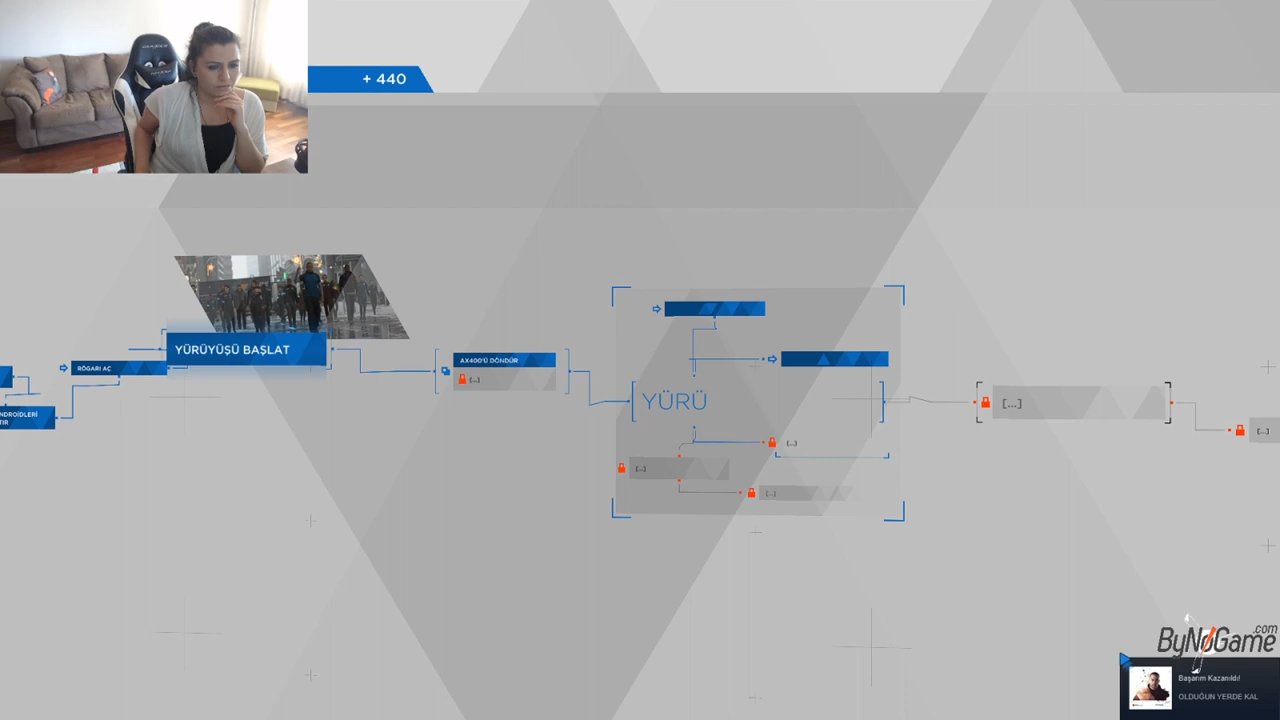 + 440
YÜRÜYÜŞÜ BAŞLAT
RÖGARI AÇ
NDROİDLERİ
TIR
AX400'Ü DÖNDÜR
[...]
YÜRÜ
[...]
[...]
[...]
[...]
[...]
ByNoGame.com
Başarım Kazanıldı!
OLDUĞUN YERDE KAL